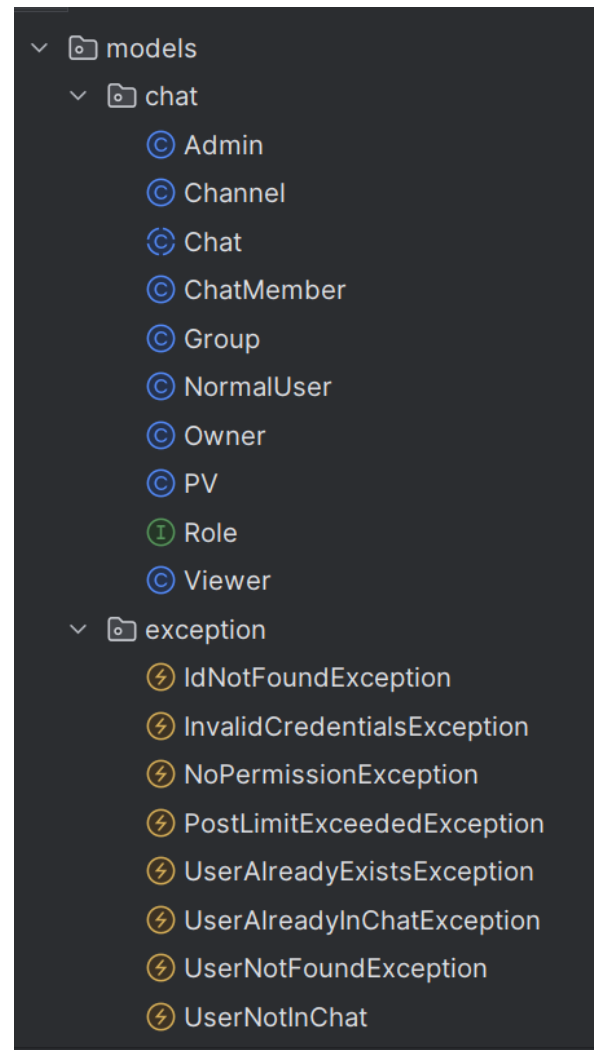 models
chat
Admin
Channel
Chat
ChatMember
Group
NormalUser
Owner
PV
Role
Viewer
exception
IdNotFoundException
InvalidCredentialsException
NoPermissionException
PostLimitExceededException
UserAlreadyExistsException
UserAlreadyInChatException
UserNotFoundException
UserNotInChat